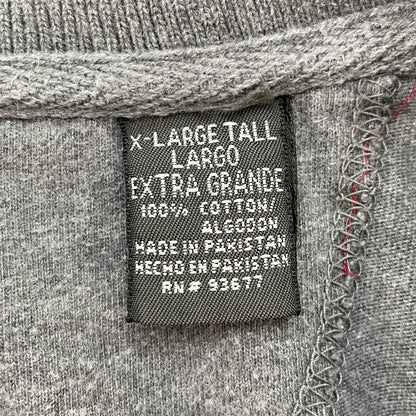 X-LARGE TALL
LARGO
EXTRA GRANDE
100% COTTON/
ALGODON
MADE IN PAKISTAN
HECHO EN PAKISTAN
RN# 93677